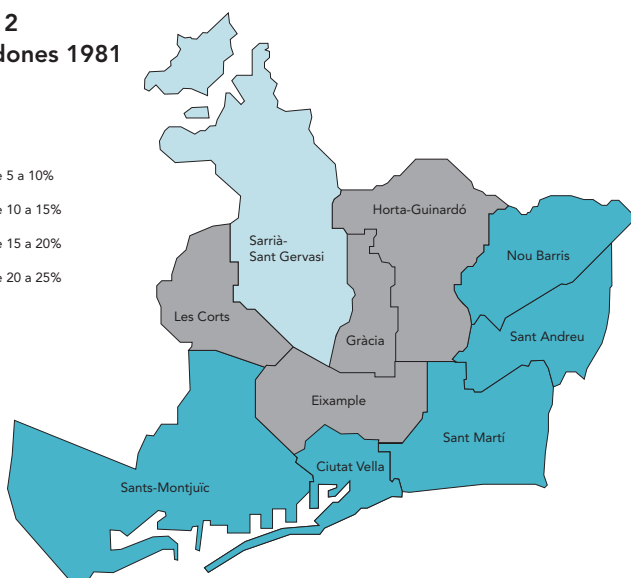 2
dones 1981
e 5 a 10%
e 10 a 15%
e 15 a 20%
e 20 a 25%
Horta-Guinardó
Sarrià-
Sant Gervasi
Nou Barris
Les Corts
Gràcia
Sant Andreu
Eixample
Sant Martí
Ciutat Vella
Sants-Montjuïc